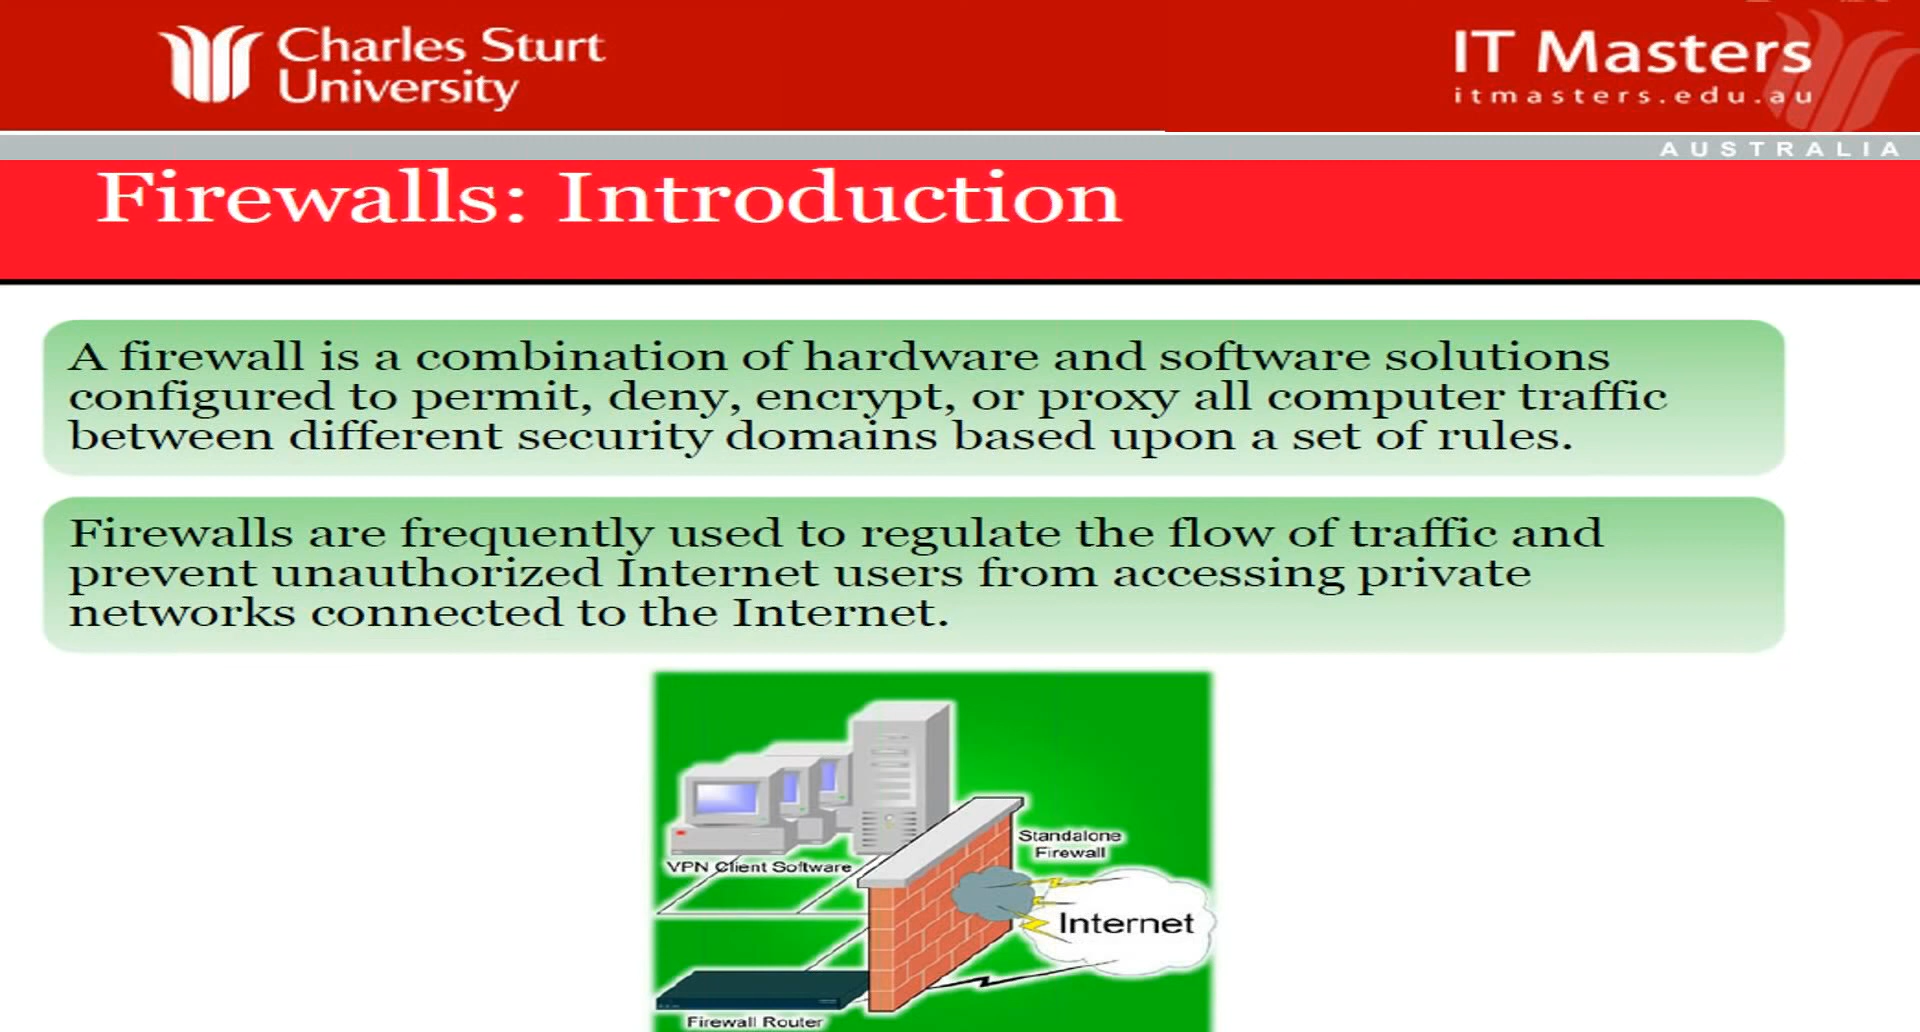 Charles Sturt
University
IT Masters
itmasters.edu.au
AUSTRALIA
Firewalls: Introduction
A firewall is a combination of hardware and software solutions
configured to permit, deny, encrypt, or proxy all computer traffic
between different security domains based upon a set of rules.
Firewalls are frequently used to regulate the flow of traffic and
prevent unauthorized Internet users from accessing private
networks connected to the Internet.
Standalone
Firewall
VPN Client Software
Internet
Firewall Router